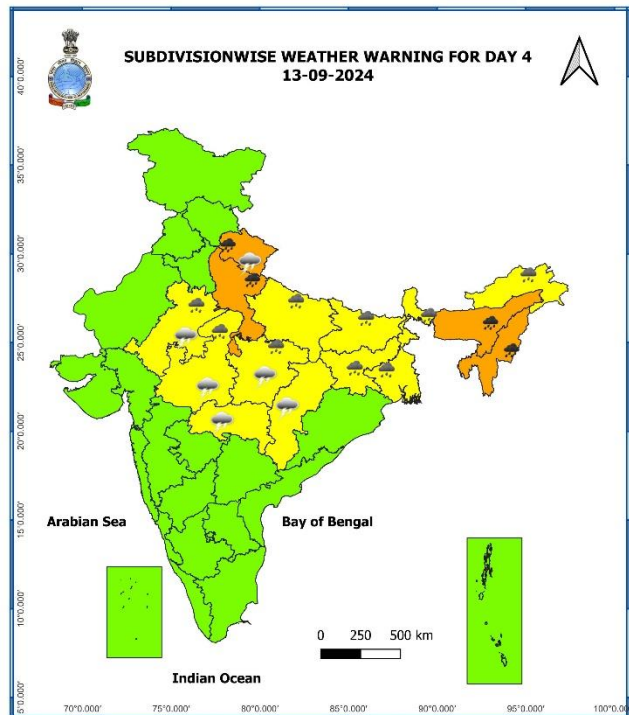 SUBDIVISIONWISE WEATHER WARNING FOR DAY 4
13-09-2024
40°0.000'
35°0.000'
30°0.000'
25°0.000'
20°0.000'
15°0.000'
10°0.000'
5°0.000'
Arabian Sea
Bay of Bengal
0 250 500 km
Indian Ocean
70°0.000' 75°0.000' 80°0.000' 85°0.000' 90°0.000' 95°0.000'